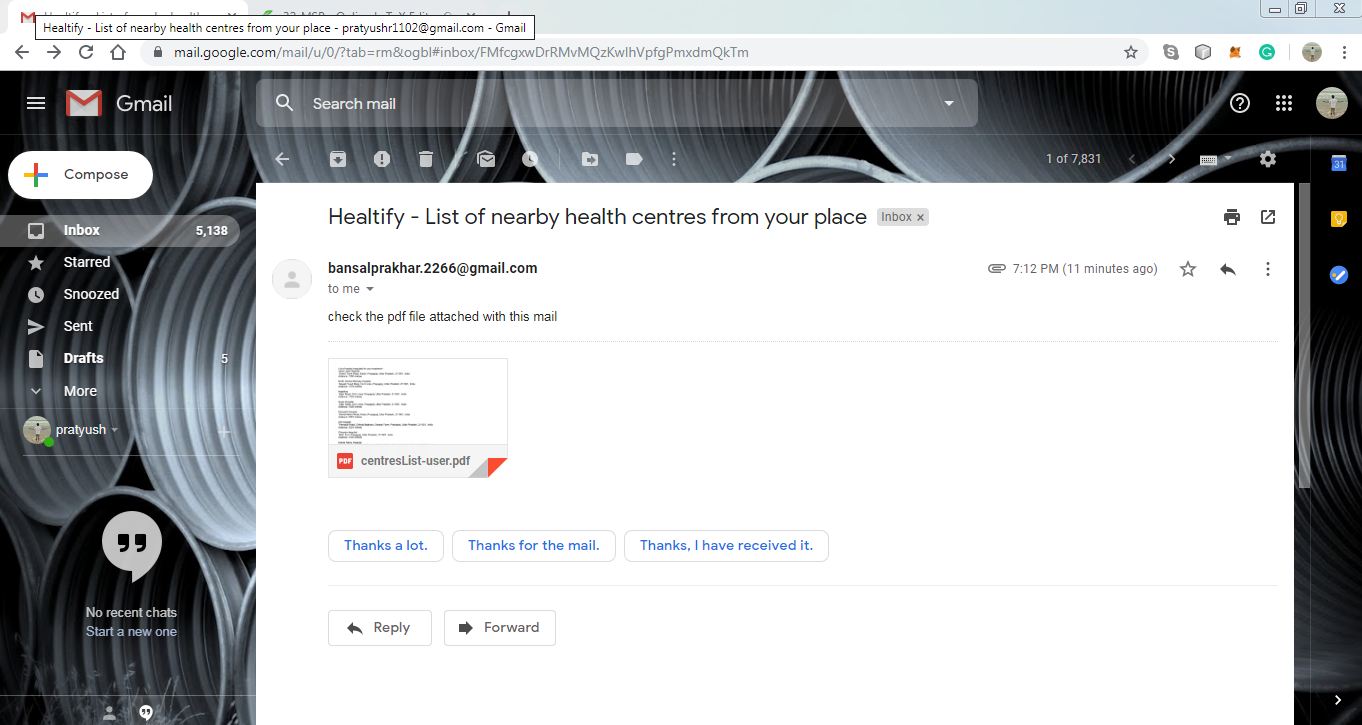 Healtify - List of nearby health centres from your place - pratyushr1102@gmail.com - Gmail
mail.google.com/mail/u/0/?tab=rm&ogbl#inbox/FMfcgxwDrRMvMQzKwlhVpfgPmxdmQkTm
Gmail
Search mail
Compose
1 of 7,831
31
Inbox 5,138
Starred
Snoozed
Sent
Drafts 5
More
pratyush
No recent chats
Start a new one
Healtify - List of nearby health centres from your place Inbox x
bansalprakhar.2266@gmail.com 7:12 PM (11 minutes ago)
to me
check the pdf file attached with this mail
PDF centresList-user.pdf
Thanks a lot. Thanks for the mail. Thanks, I have received it.
Reply Forward